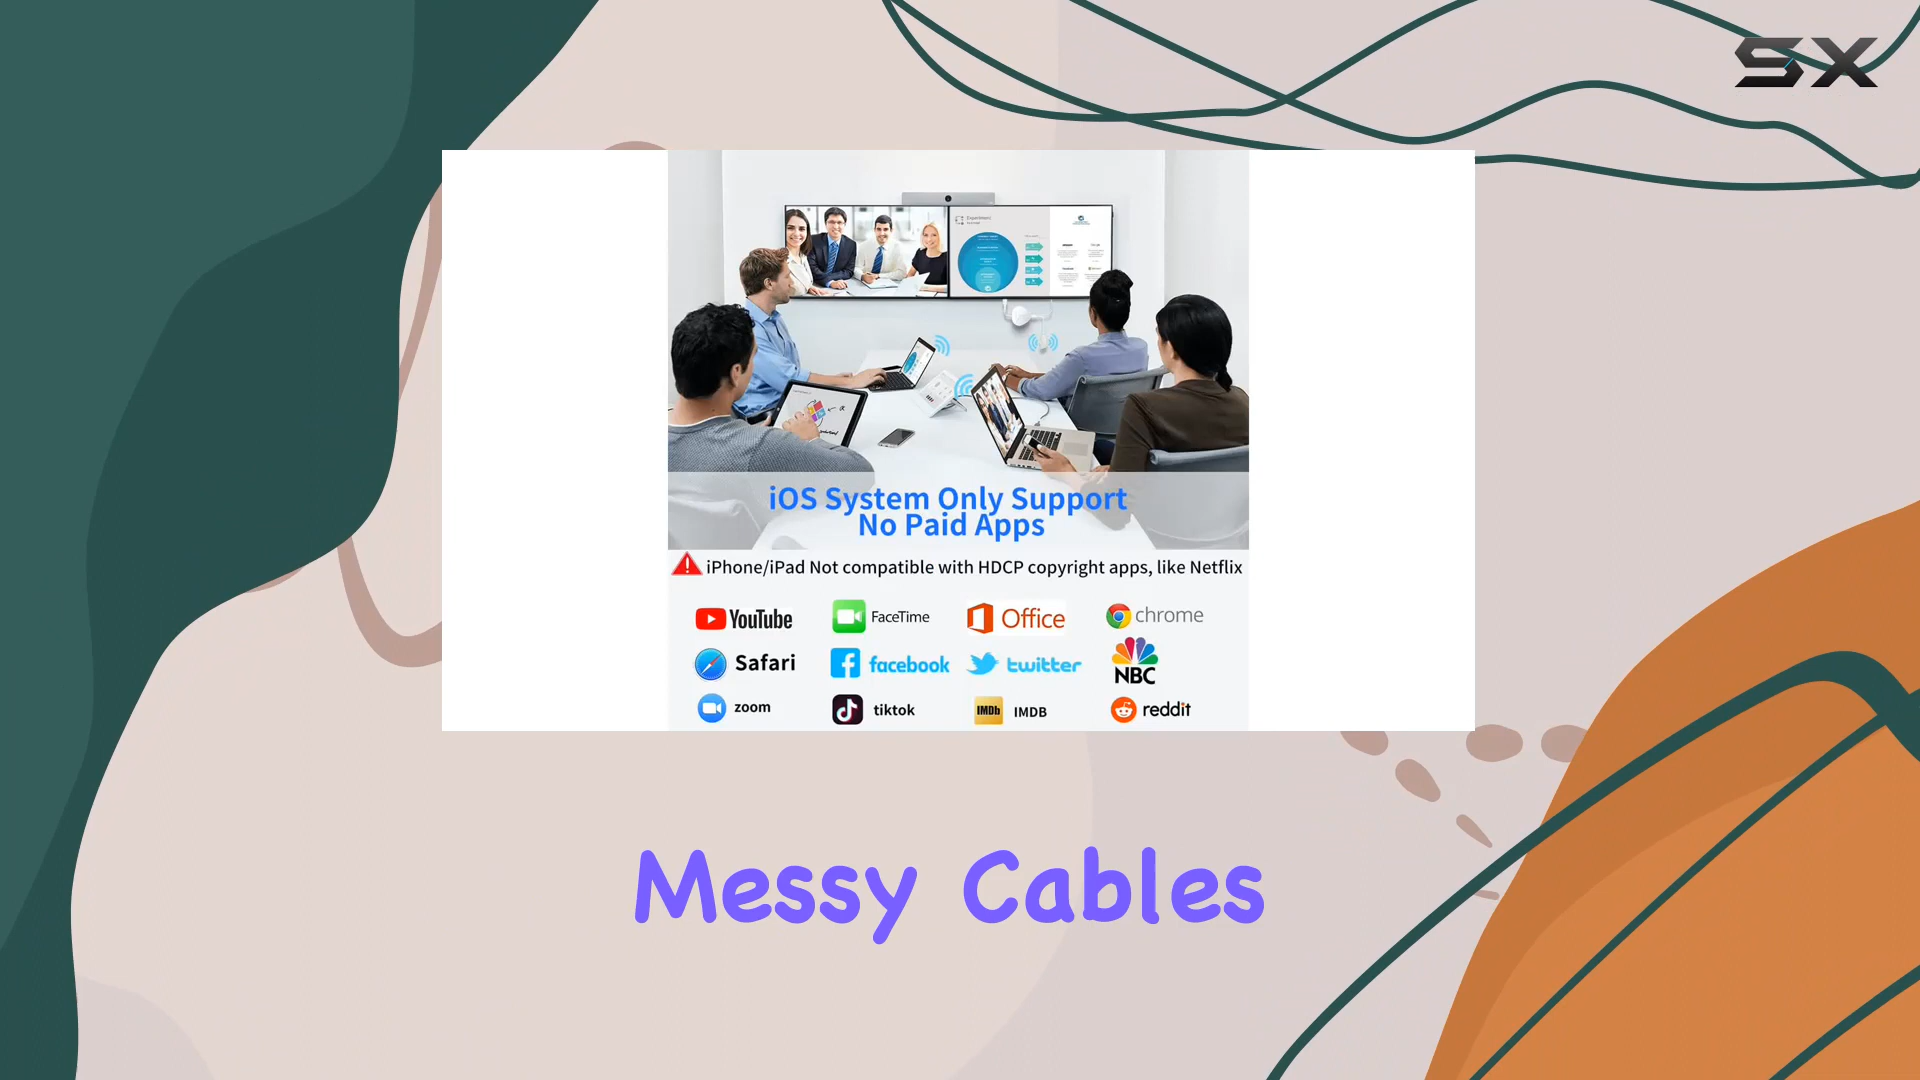 SX
Experiment
iOS System Only Support
No Paid Apps
iPhone/iPad Not compatible with HDCP copyright apps, like Netflix
YouTube FaceTime Office chrome
Safari facebook twitter NBC
zoom tiktok IMDb IMDB reddit
Messy Cables